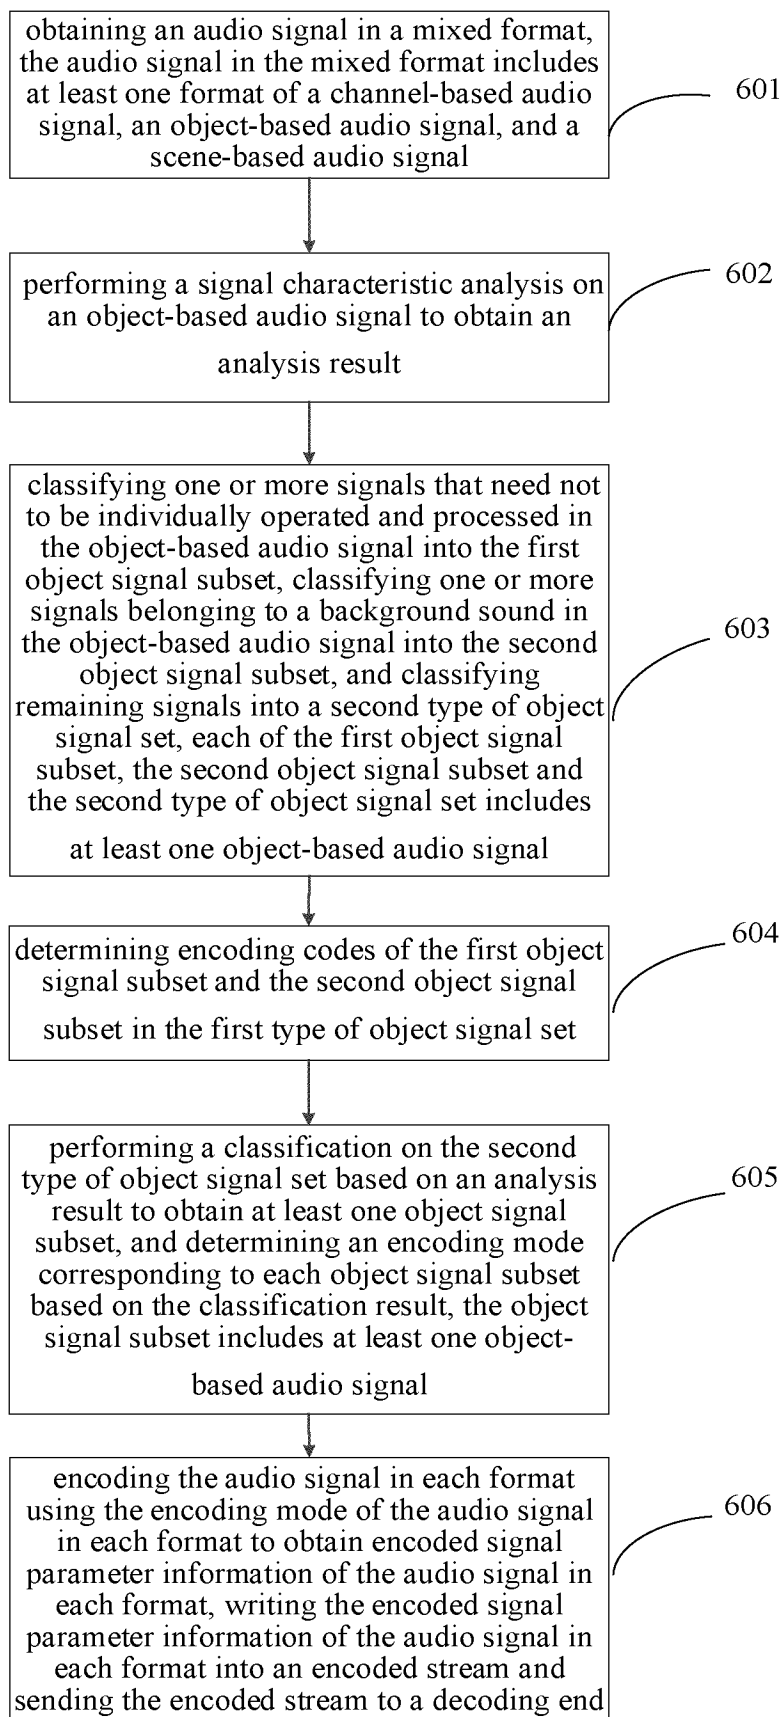 obtaining an audio signal in a mixed format,
the audio signal in the mixed format includes
at least one format of a channel-based audio
signal, an object-based audio signal, and a
scene-based audio signal
601
performing a signal characteristic analysis on
an object-based audio signal to obtain an
analysis result
602
classifying one or more signals that need not
to be individually operated and processed in
the object-based audio signal into the first
object signal subset, classifying one or more
signals belonging to a background sound in
the object-based audio signal into the second
object signal subset, and classifying
remaining signals into a second type of object
signal set, each of the first object signal
subset, the second object signal subset and
the second type of object signal set includes
at least one object-based audio signal
603
determining encoding codes of the first object
signal subset and the second object signal
subset in the first type of object signal set
604
performing a classification on the second
type of object signal set based on an analysis
result to obtain at least one object signal
subset, and determining an encoding mode
corresponding to each object signal subset
based on the classification result, the object
signal subset includes at least one object-
based audio signal
605
encoding the audio signal in each format
using the encoding mode of the audio signal
in each format to obtain encoded signal
parameter information of the audio signal in
each format, writing the encoded signal
parameter information of the audio signal in
each format into an encoded stream and
sending the encoded stream to a decoding end
606